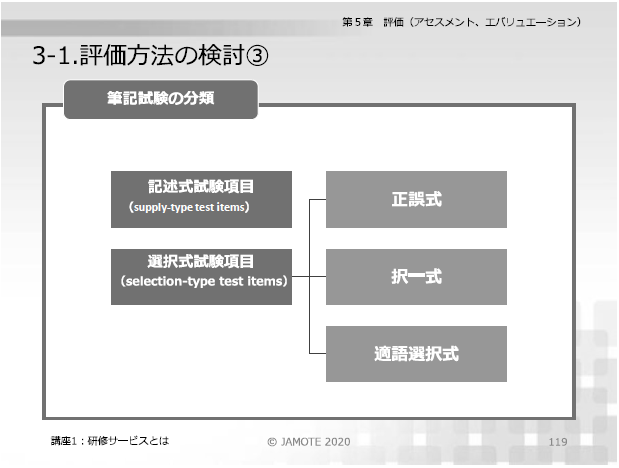 第５章　評価（アセスメント、エバリュエーション）
3-1.評価方法の検討③
筆記試験の分類
記述式試験項目
（supply-type test items）
正誤式
選択式試験項目
（selection-type test items）
択一式
適語選択式
講座1：研修サービスとは
© JAMOTE 2020
119